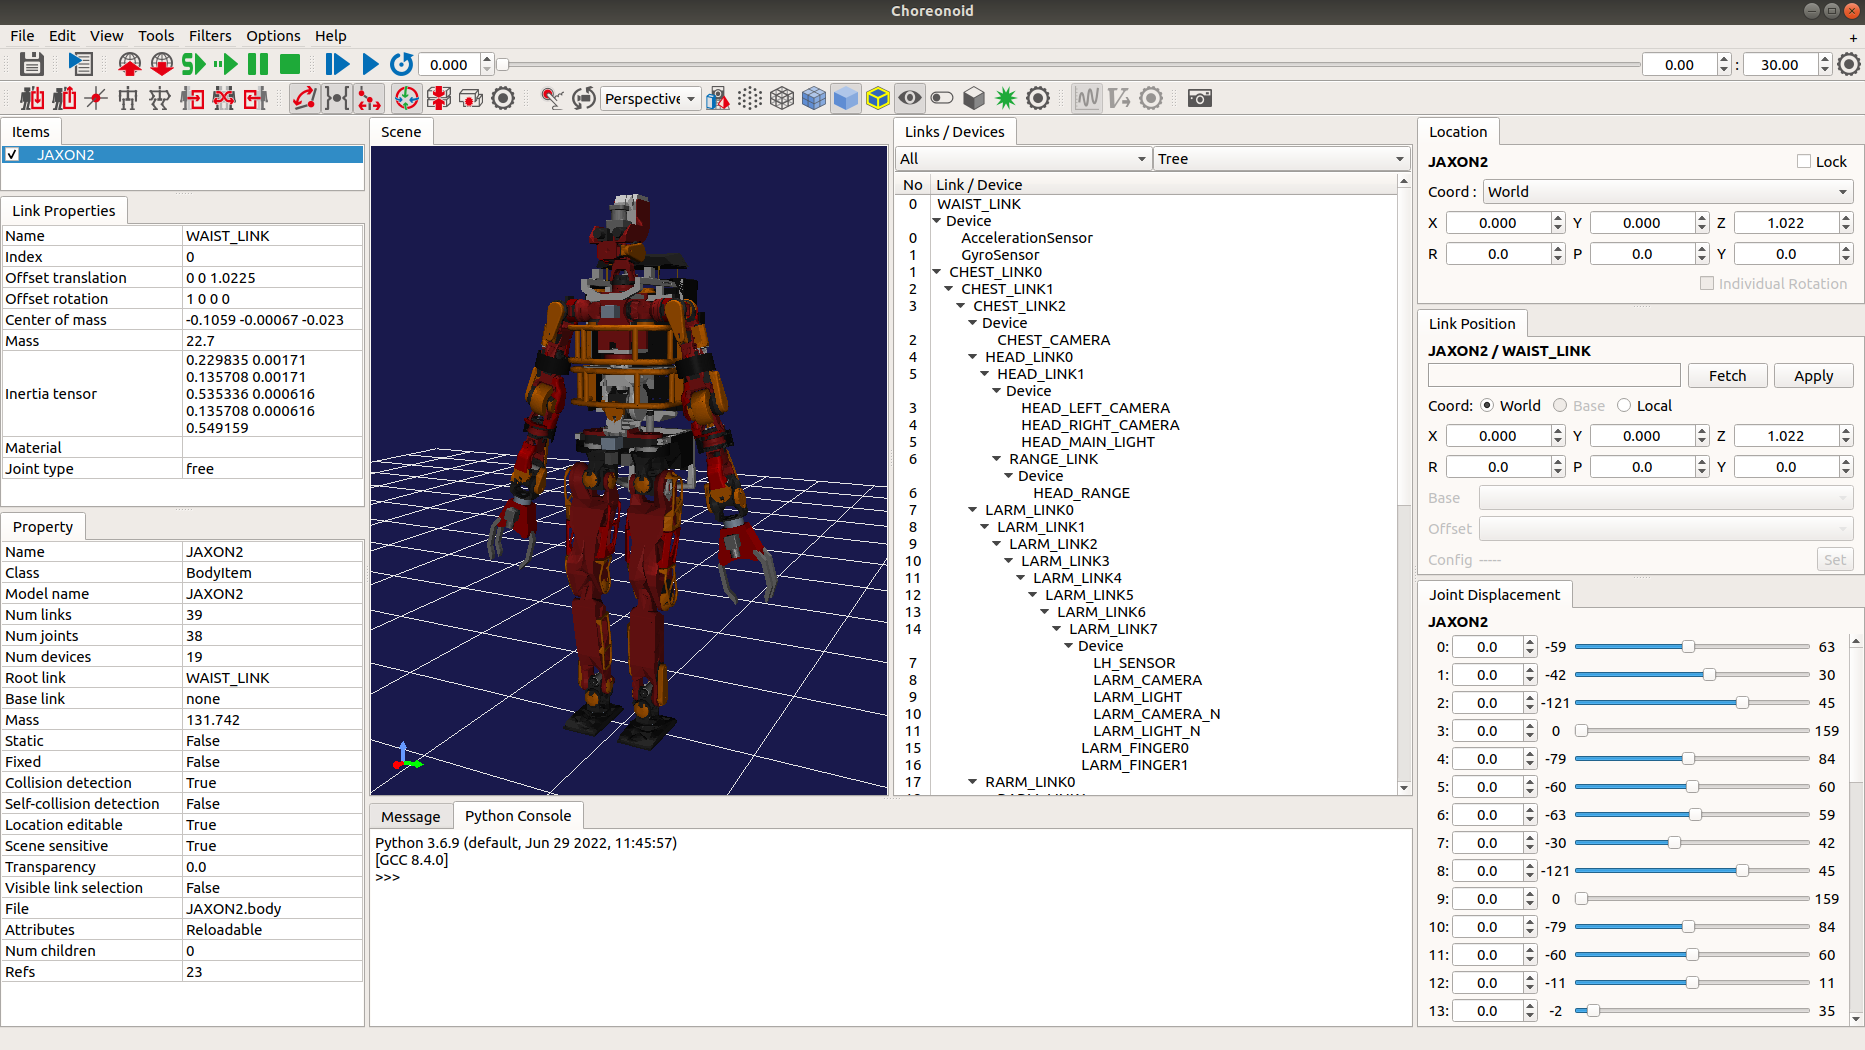 Choreonoid
File Edit View Tools Filters Options Help
0.000 0.00 : 30.00
Perspective
Items
JAXON2
Link Properties
Name WAIST_LINK
Index 0
Offset translation 0 0 1.0225
Offset rotation 1 0 0 0
Center of mass -0.1059 -0.00067 -0.023
Mass 22.7
Inertia tensor 0.229835 0.00171
0.135708 0.00171
0.535336 0.000616
0.135708 0.000616
0.549159
Material
Joint type free
Property
Name JAXON2
Class BodyItem
Model name JAXON2
Num links 39
Num joints 38
Num devices 19
Root link WAIST_LINK
Base link none
Mass 131.742
Static False
Fixed False
Collision detection True
Self-collision detection False
Location editable True
Scene sensitive True
Transparency 0.0
Visible link selection False
File JAXON2.body
Attributes Reloadable
Num children 0
Refs 23
Scene
Message Python Console
Python 3.6.9 (default, Jun 29 2022, 11:45:57)
[GCC 8.4.0]
>>>
Links / Devices
All Tree
No Link / Device
0 WAIST_LINK
Device
0 AccelerationSensor
1 GyroSensor
1 CHEST_LINK0
2 CHEST_LINK1
3 CHEST_LINK2
Device
2 CHEST_CAMERA
4 HEAD_LINK0
5 HEAD_LINK1
Device
3 HEAD_LEFT_CAMERA
4 HEAD_RIGHT_CAMERA
5 HEAD_MAIN_LIGHT
6 RANGE_LINK
Device
6 HEAD_RANGE
7 LARM_LINK0
8 LARM_LINK1
9 LARM_LINK2
10 LARM_LINK3
11 LARM_LINK4
12 LARM_LINK5
13 LARM_LINK6
14 LARM_LINK7
Device
7 LH_SENSOR
8 LARM_CAMERA
9 LARM_LIGHT
10 LARM_CAMERA_N
11 LARM_LIGHT_N
15 LARM_FINGER0
16 LARM_FINGER1
17 RARM_LINK0
Location
JAXON2 Lock
Coord : World
X 0.000 Y 0.000 Z 1.022
R 0.0 P 0.0 Y 0.0
Individual Rotation
Link Position
JAXON2 / WAIST_LINK
Fetch Apply
Coord: World Base Local
X 0.000 Y 0.000 Z 1.022
R 0.0 P 0.0 Y 0.0
Base
Offset
Config ----- Set
Joint Displacement
JAXON2
0: 0.0 -59 63
1: 0.0 -42 30
2: 0.0 -121 45
3: 0.0 0 159
4: 0.0 -79 84
5: 0.0 -60 60
6: 0.0 -63 59
7: 0.0 -30 42
8: 0.0 -121 45
9: 0.0 0 159
10: 0.0 -79 84
11: 0.0 -60 60
12: 0.0 -11 11
13: 0.0 -2 35